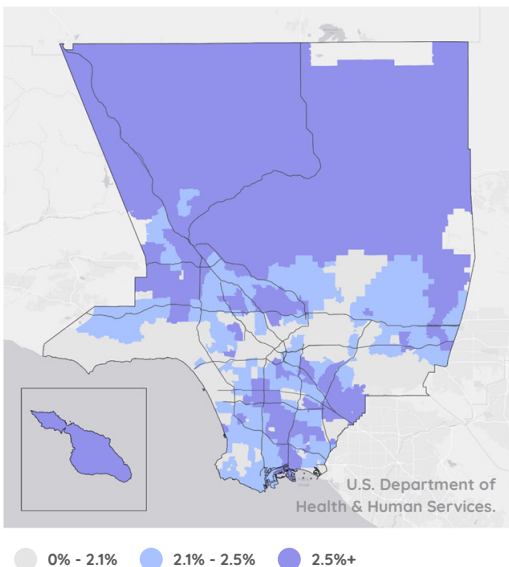 U.S. Department of
Health & Human Services.
0% - 2.1%
2.1% - 2.5%
2.5%+